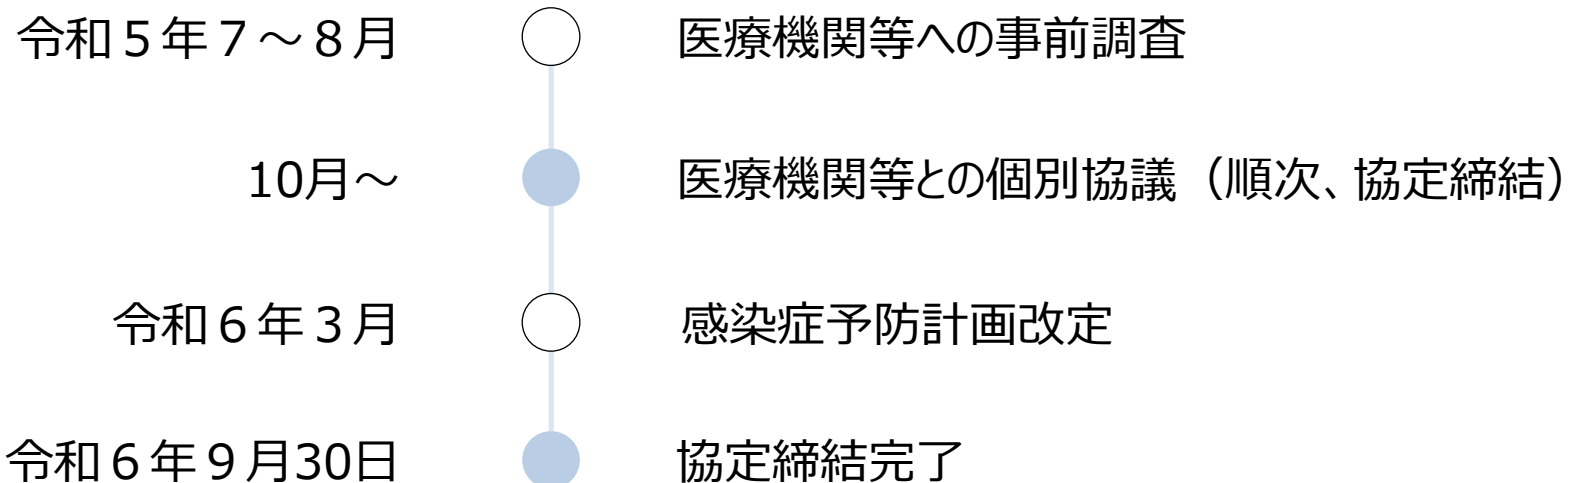 令和５年７～８月 医療機関等への事前調査
10月～ 医療機関等との個別協議（順次、協定締結）
令和６年３月 感染症予防計画改定
令和６年９月30日 協定締結完了